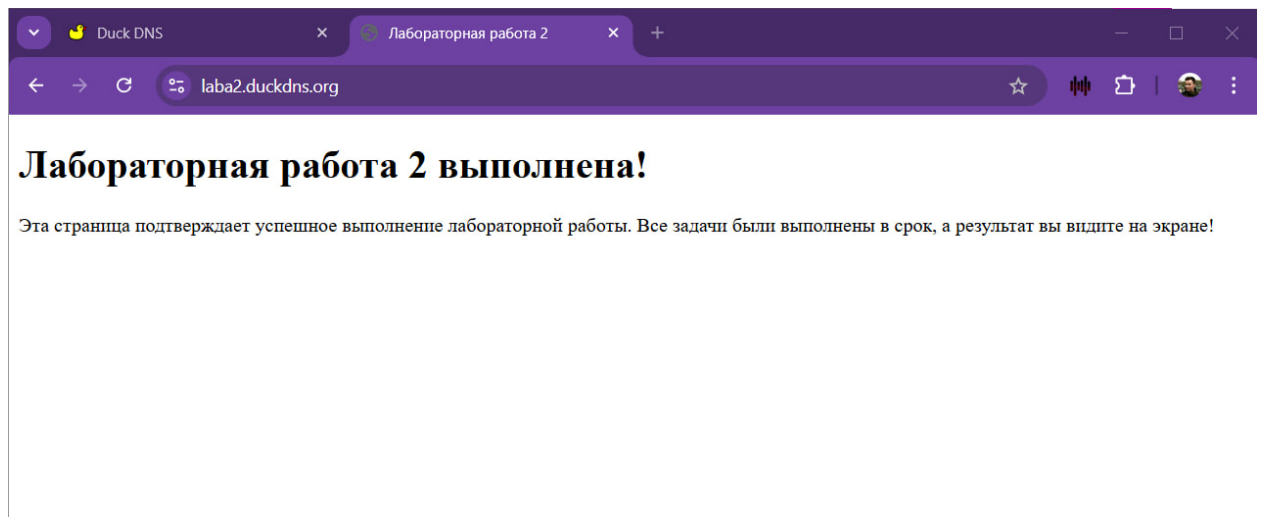 Duck DNS
Лабораторная работа 2
laba2.duckdns.org
Лабораторная работа 2 выполнена!
Эта страница подтверждает успешное выполнение лабораторной работы. Все задачи были выполнены в срок, а результат вы видите на экране!